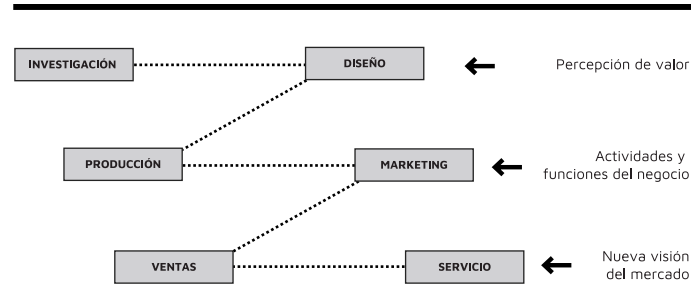 INVESTIGACIÓN
DISEÑO
Percepción de valor
PRODUCCIÓN
MARKETING
Actividades y
funciones del negocio
VENTAS
SERVICIO
Nueva visión
del mercado